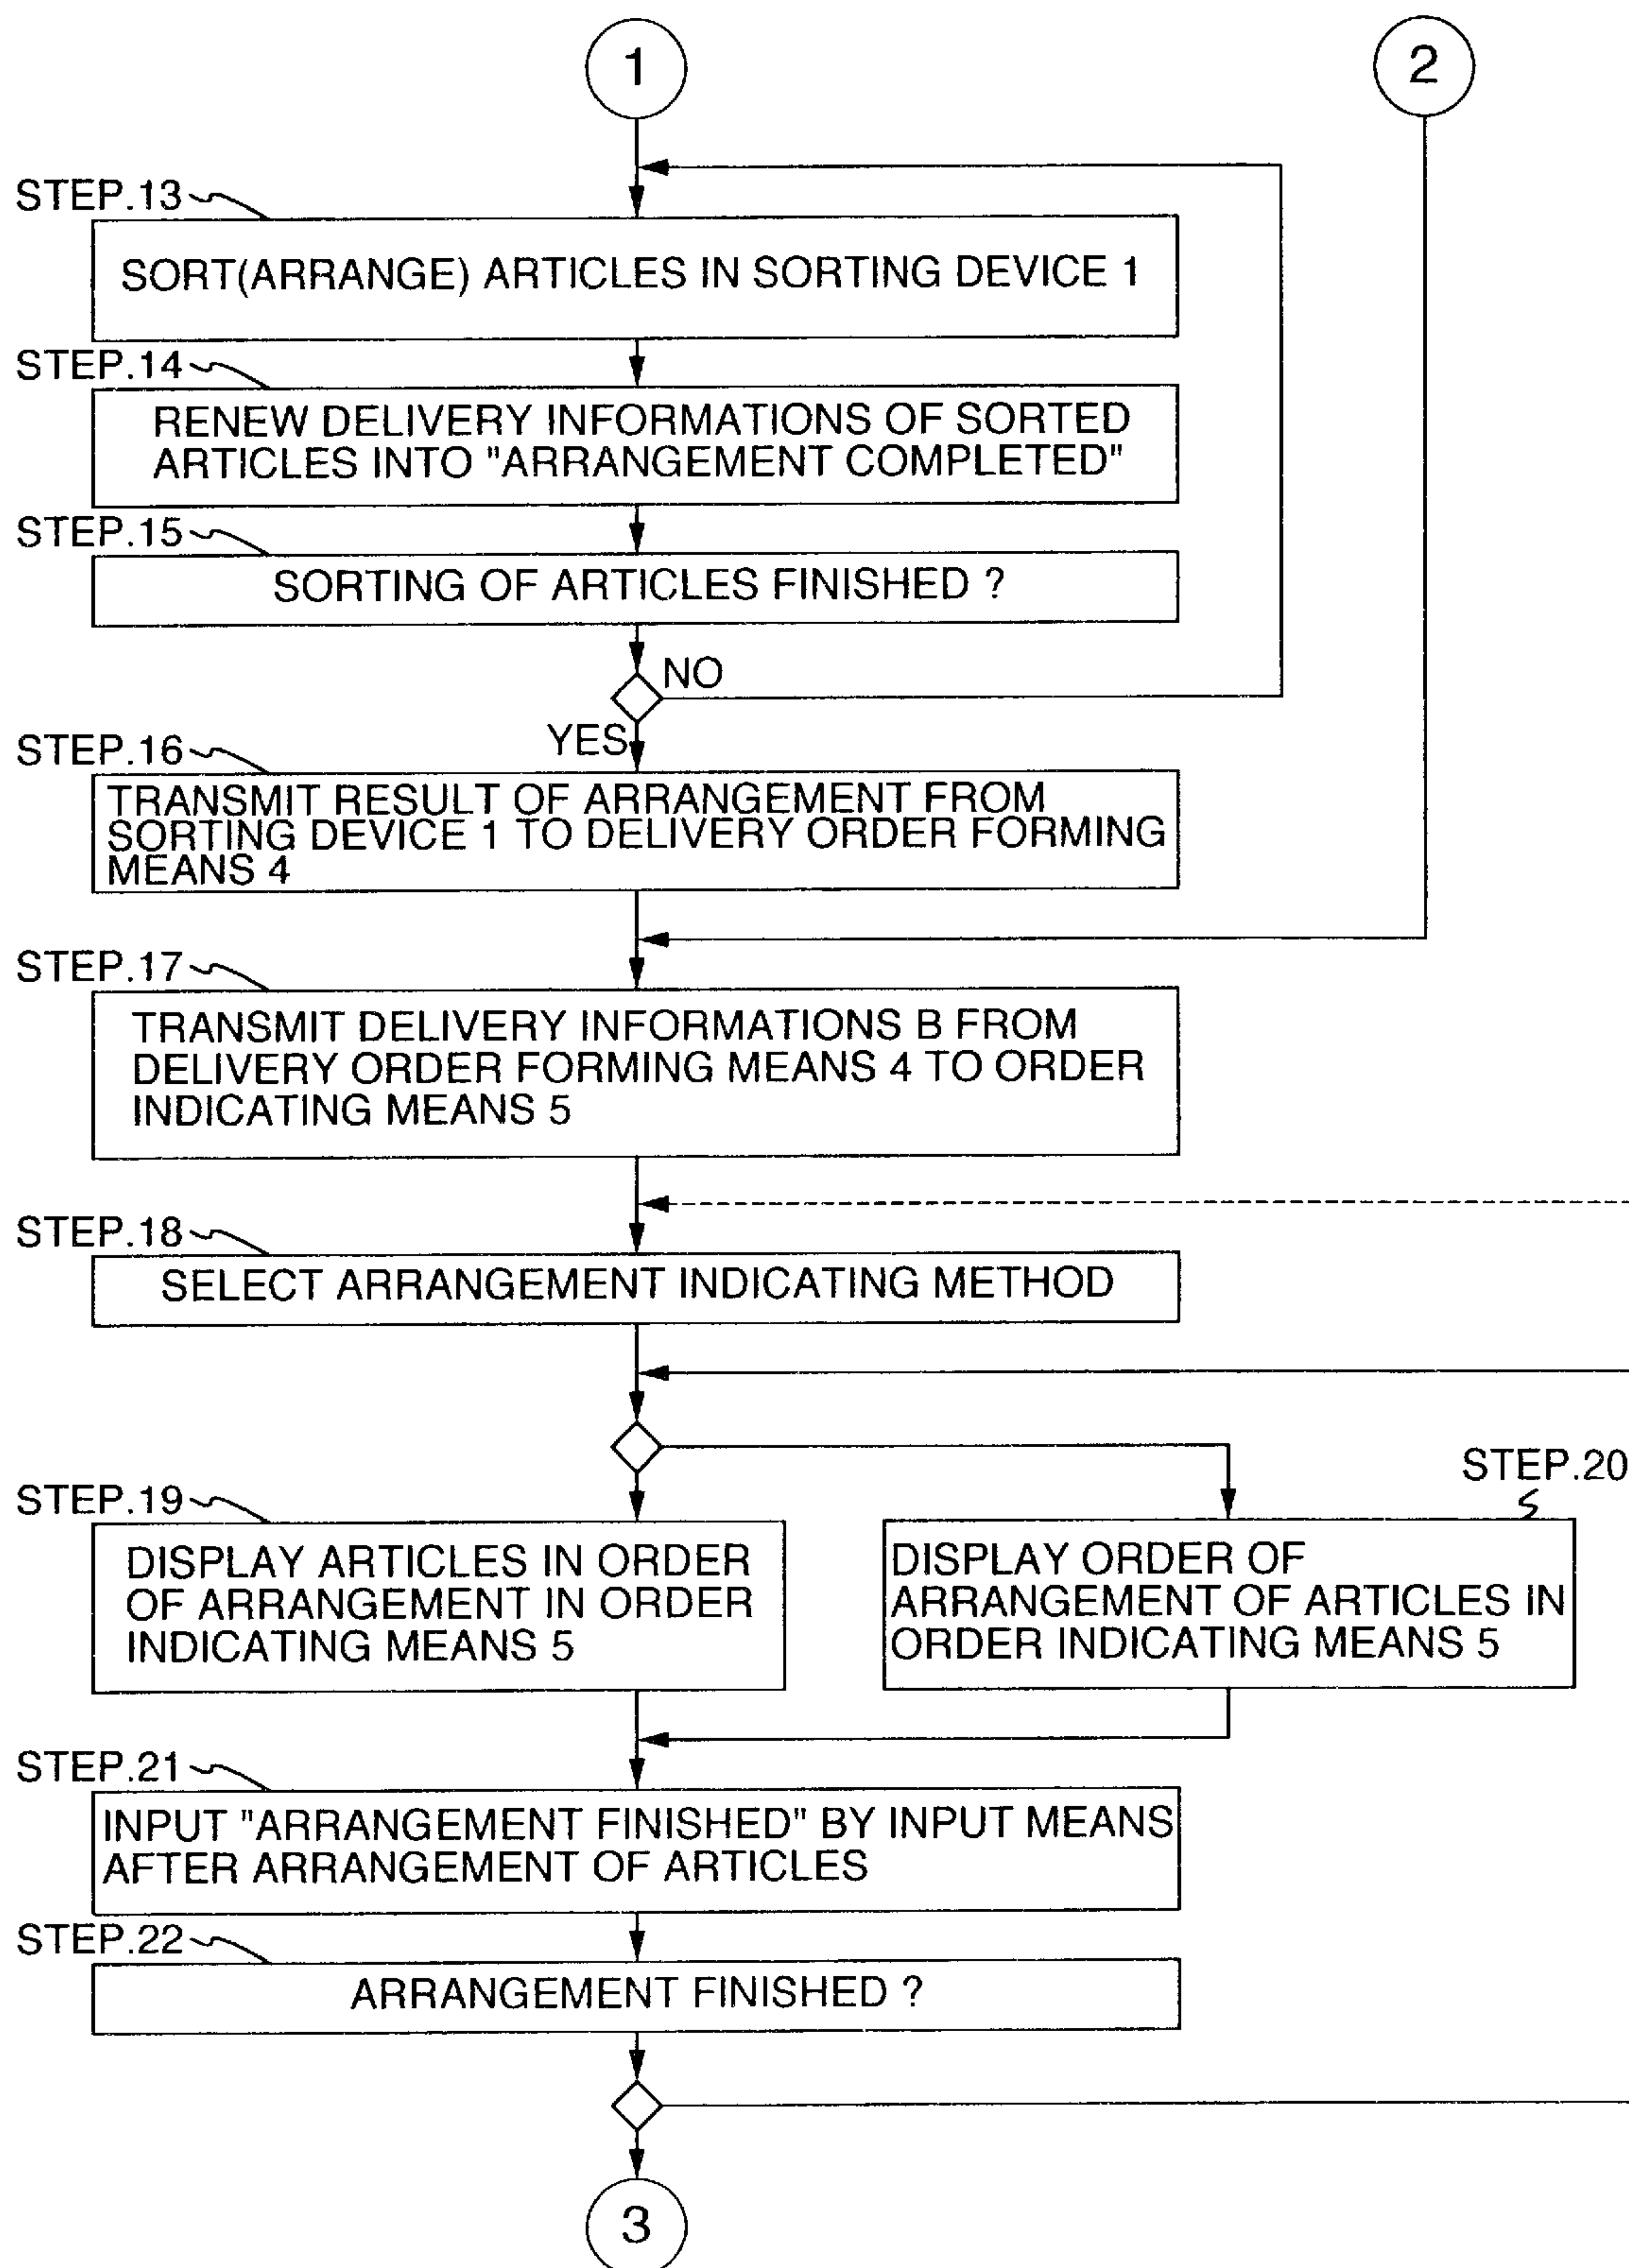 1
2
STEP.13
SORT(ARRANGE) ARTICLES IN SORTING DEVICE 1
STEP.14
RENEW DELIVERY INFORMATIONS OF SORTED
ARTICLES INTO "ARRANGEMENT COMPLETED"
STEP.15
SORTING OF ARTICLES FINISHED ?
NO
YES
STEP.16
TRANSMIT RESULT OF ARRANGEMENT FROM
SORTING DEVICE 1 TO DELIVERY ORDER FORMING
MEANS 4
STEP.17
TRANSMIT DELIVERY INFORMATIONS B FROM
DELIVERY ORDER FORMING MEANS 4 TO ORDER
INDICATING MEANS 5
STEP.18
SELECT ARRANGEMENT INDICATING METHOD
STEP.19
DISPLAY ARTICLES IN ORDER
OF ARRANGEMENT IN ORDER
INDICATING MEANS 5
STEP.20
DISPLAY ORDER OF
ARRANGEMENT OF ARTICLES IN
ORDER INDICATING MEANS 5
STEP.21
INPUT "ARRANGEMENT FINISHED" BY INPUT MEANS
AFTER ARRANGEMENT OF ARTICLES
STEP.22
ARRANGEMENT FINISHED ?
3